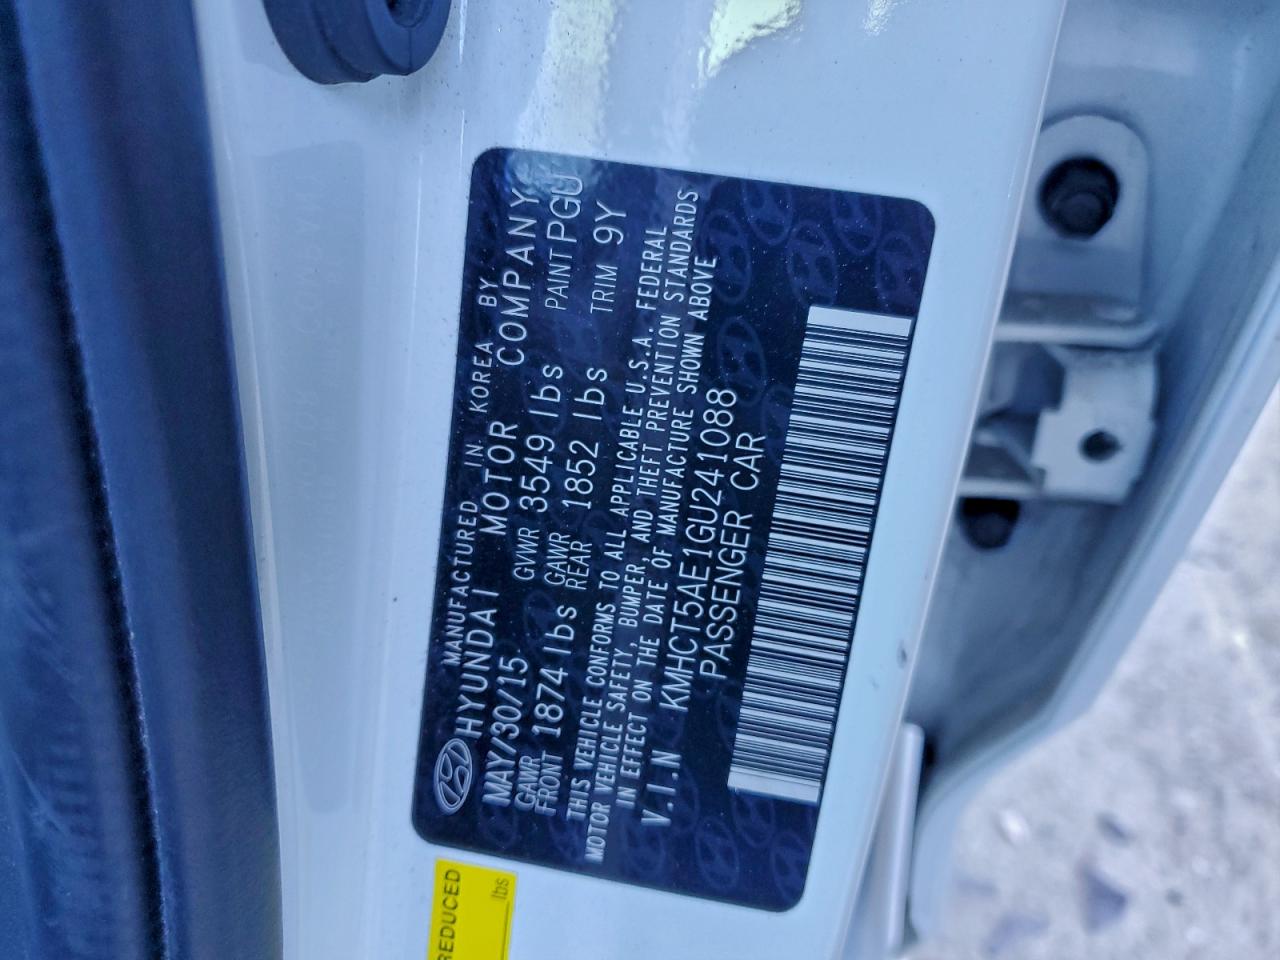 MANUFACTURED IN KOREA BY
HYUNDAI MOTOR COMPANY
MAY/30/15 GVWR 3549 lbs PAINT PGU
GAWR FRONT 1874 lbs GAWR REAR 1852 lbs TRIM 9Y
THIS VEHICLE CONFORMS TO ALL APPLICABLE U.S.A. FEDERAL
MOTOR VEHICLE SAFETY, BUMPER, AND THEFT PREVENTION STANDARDS
IN EFFECT ON THE DATE OF MANUFACTURE SHOWN ABOVE
V.I.N KMHCT5AE1GU241088
PASSENGER CAR
REDUCED
lbs